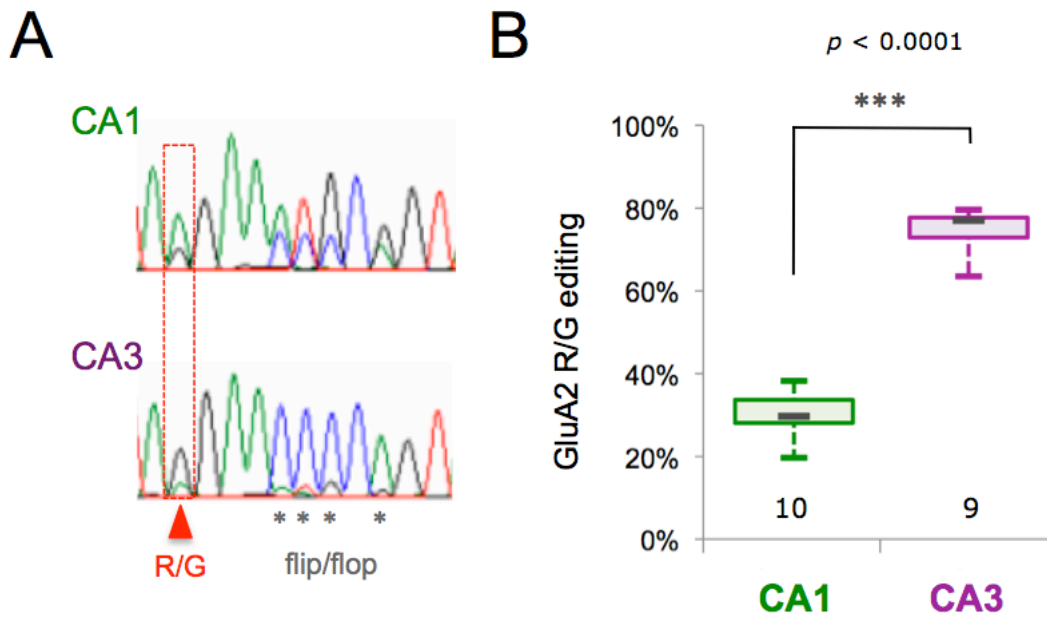 A
CA1
CA3
* * * *
R/G
flip/flop
B
p < 0.0001
***
100%
80%
60%
40%
20%
0%
GluA2 R/G editing
10
9
CA1
CA3